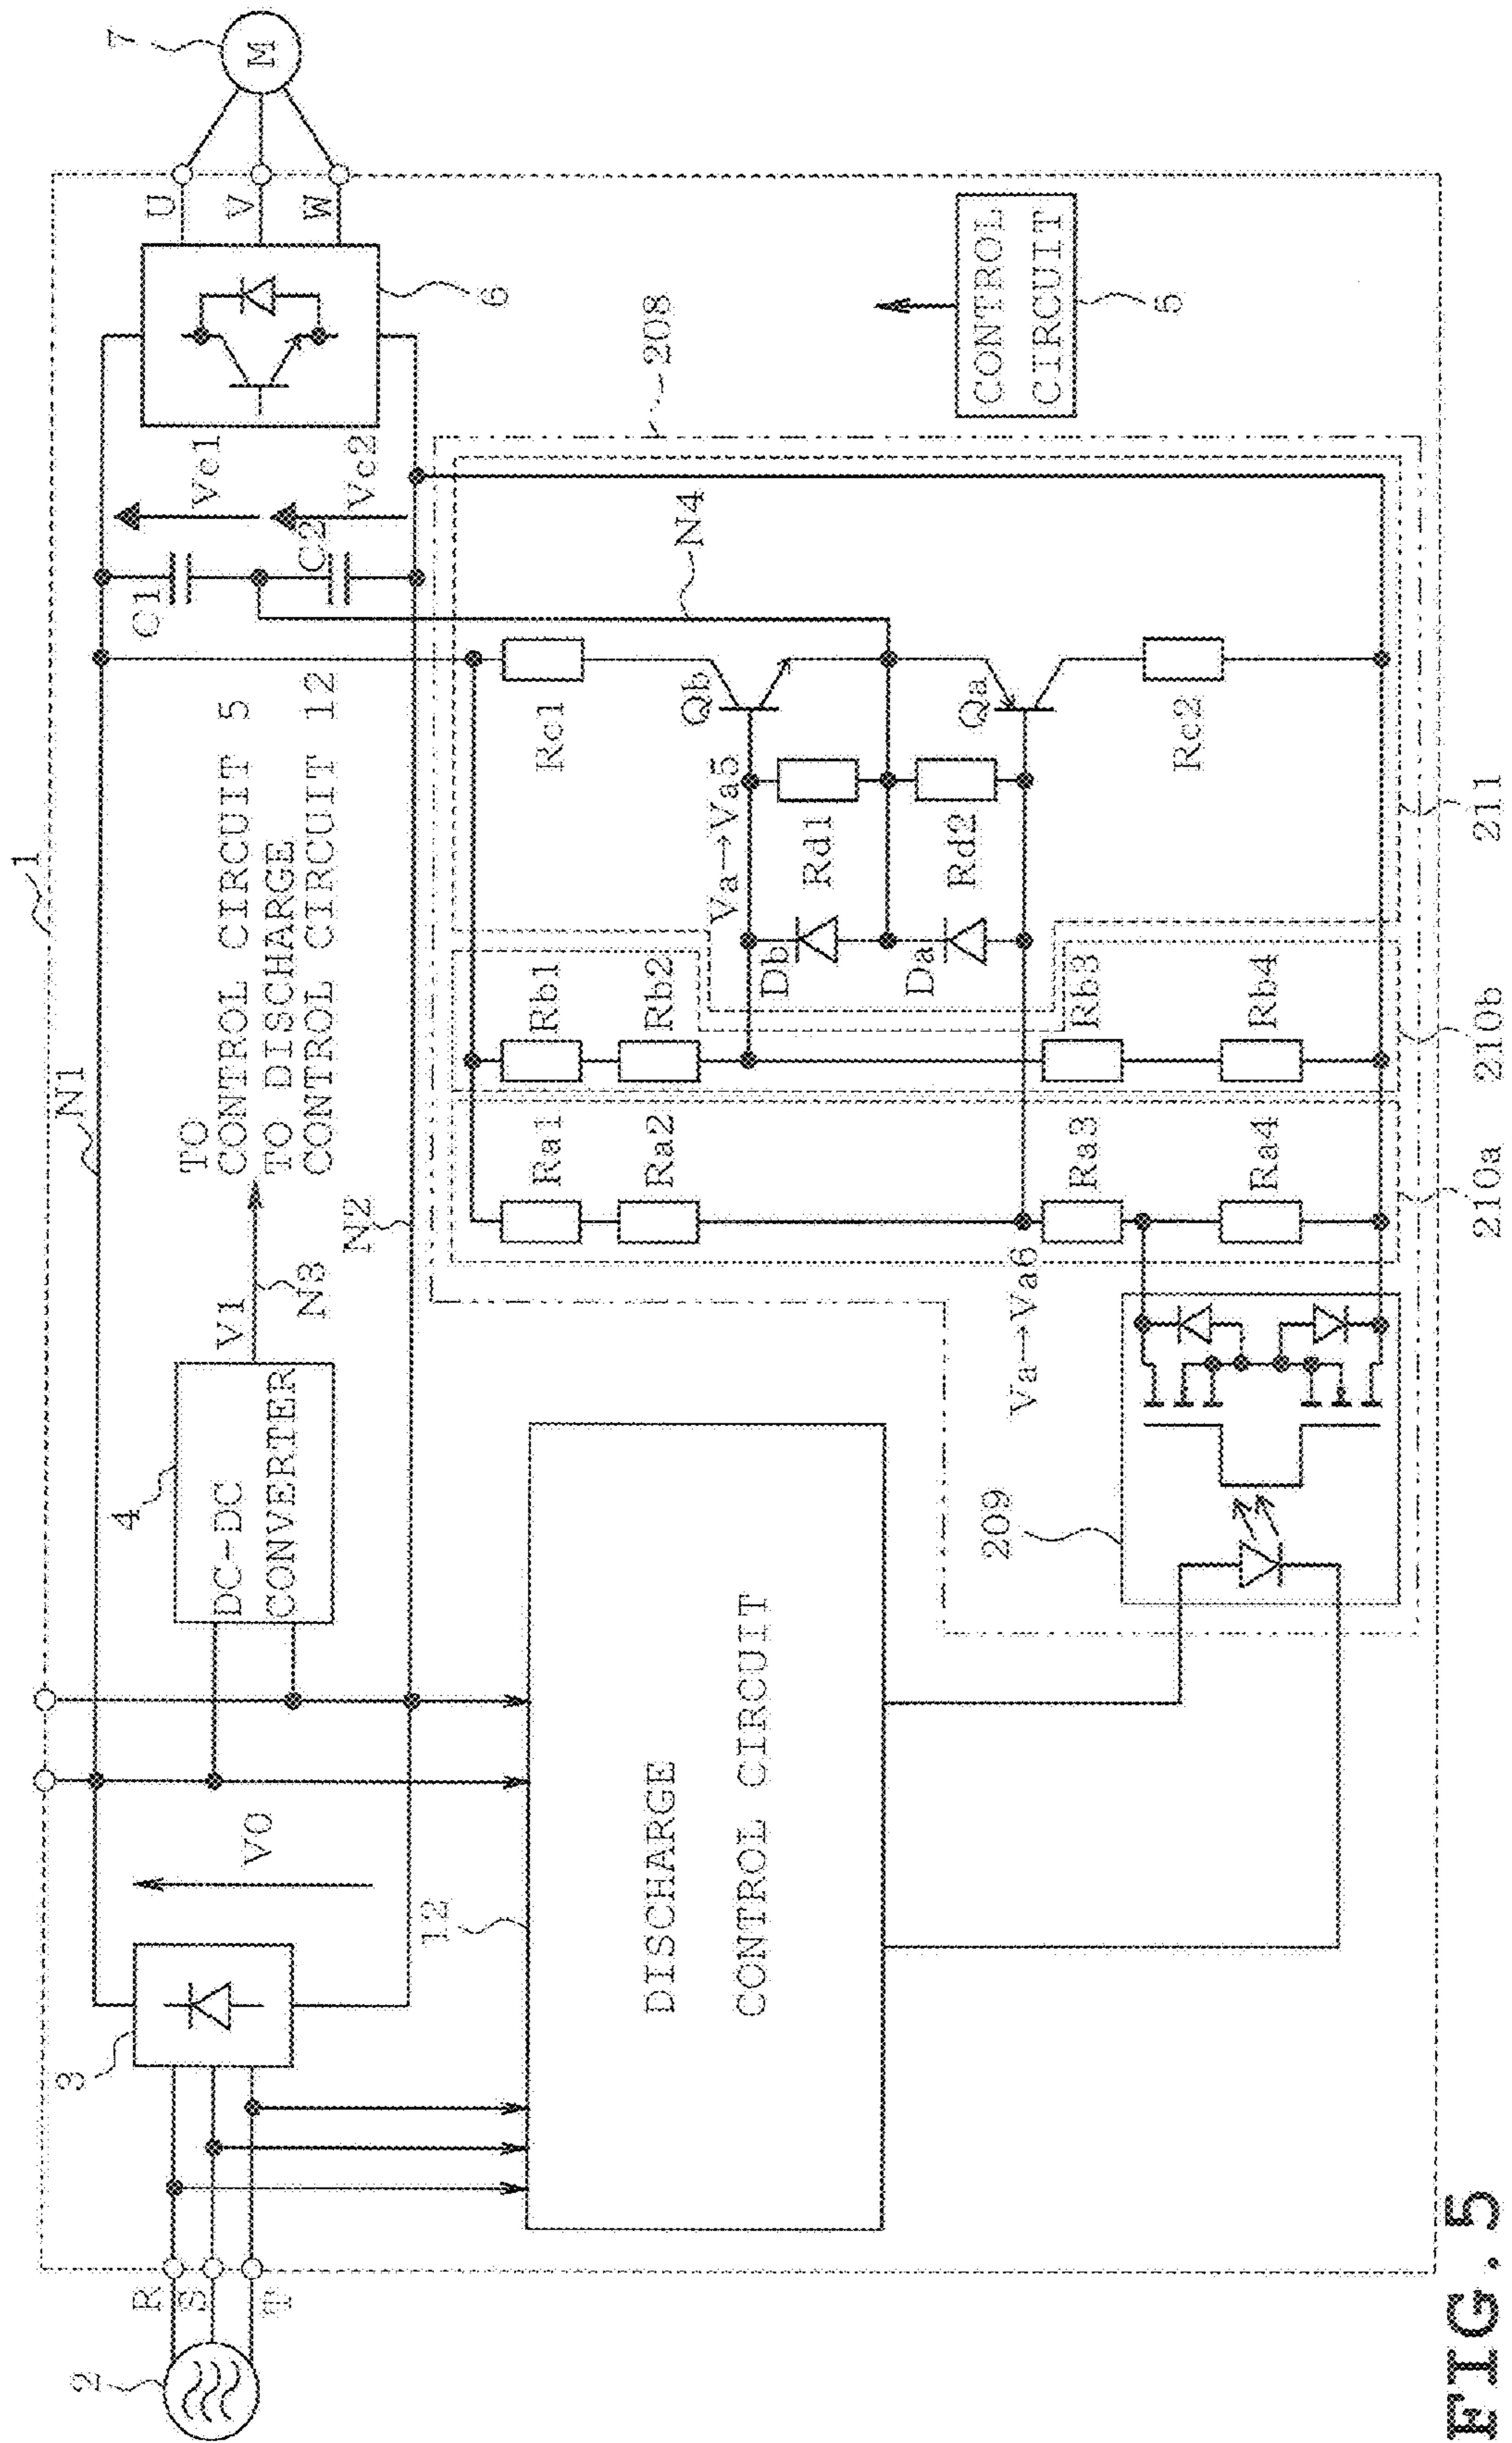 FIG. 5
1
2
R
S
T
3
V0
4
DC-DC
CONVERTER
V1
N3
N1
N2
TO
CONTROL CIRCUIT 5
TO DISCHARGE
CONTROL CIRCUIT 12
C1
C2
Vc1
Vc2
6
U
V
W
7
M
12
DISCHARGE
CONTROL CIRCUIT
208
N4
Rc1
Qb
Va→Va5
Rd1
Rd2
Qa
Rc2
Db
Da
Rb1
Rb2
Rb3
Rb4
Ra1
Ra2
Ra3
Ra4
Va→Va6
209
210a
210b
211
CONTROL
CIRCUIT
5